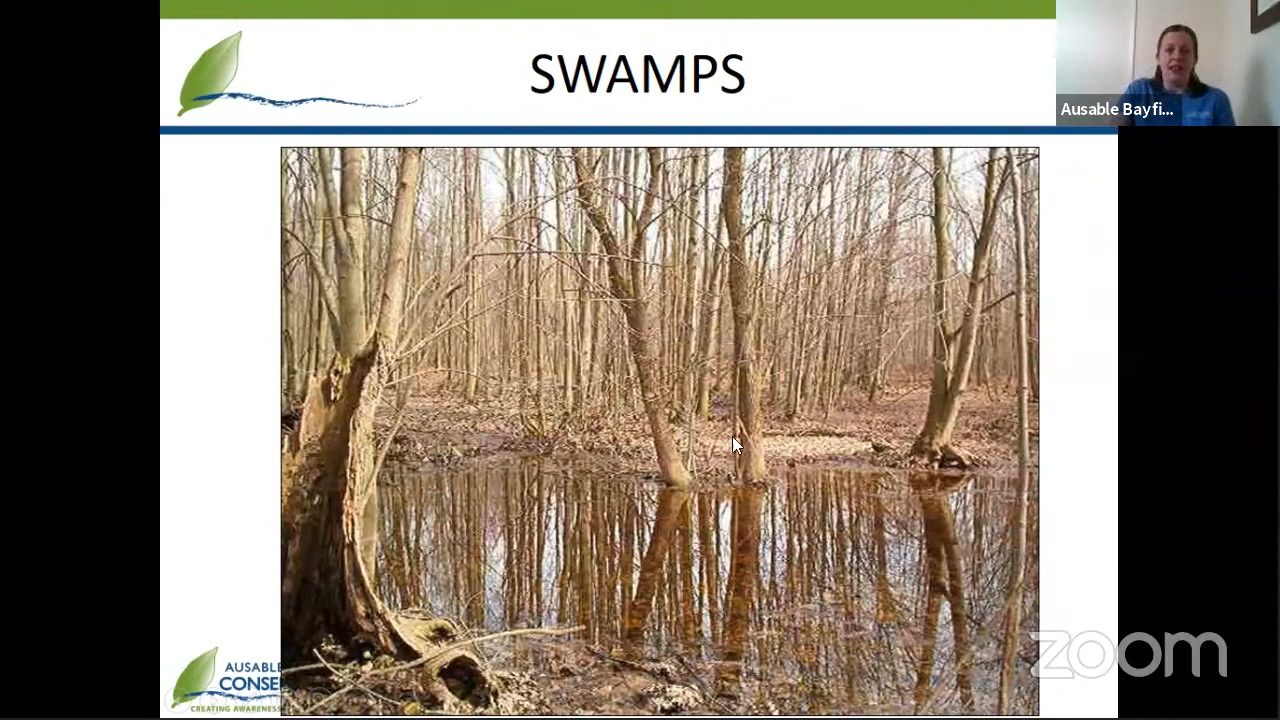 SWAMPS
Ausable Bayfi...
AUSABLE
CONSE
CREATING AWARENESS
zoom